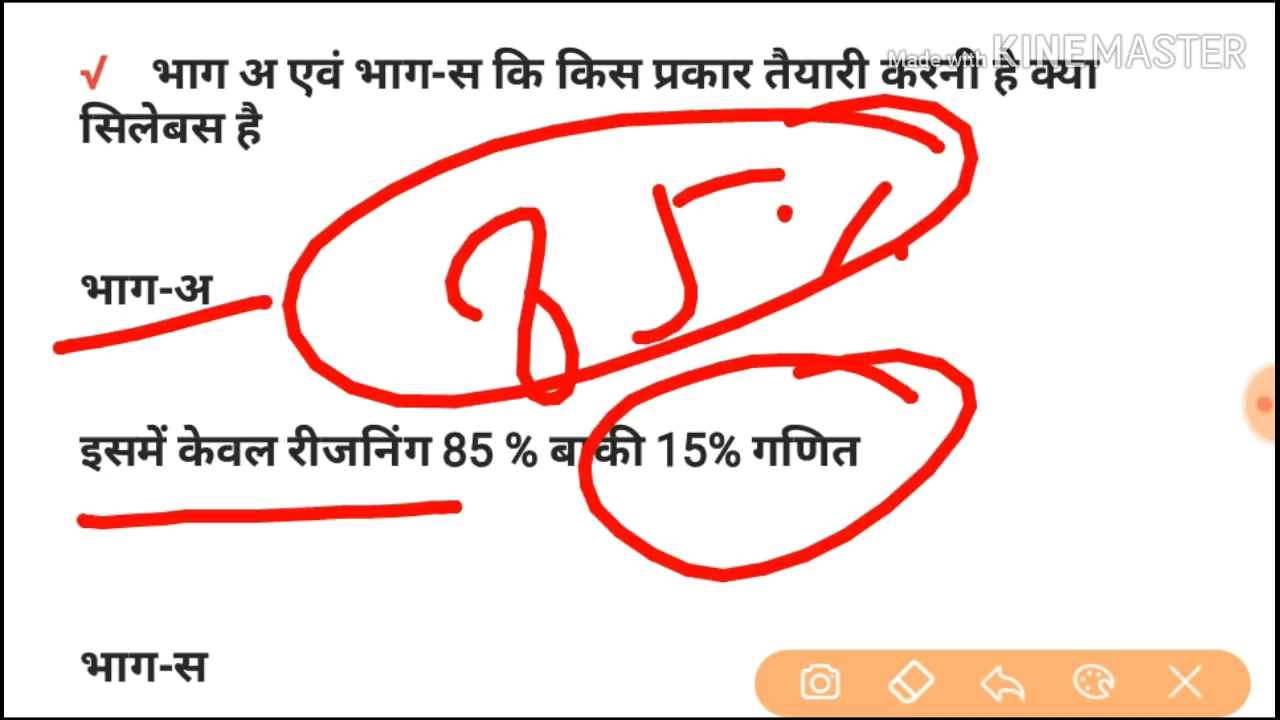 √ भाग अ एवं भाग-स कि किस प्रकार तैयारी करनी है क्या
सिलेबस है
Made with KINEMASTER
85%
भाग-अ
इसमें केवल रीजनिंग 85 % बाकी 15% गणित
भाग-स